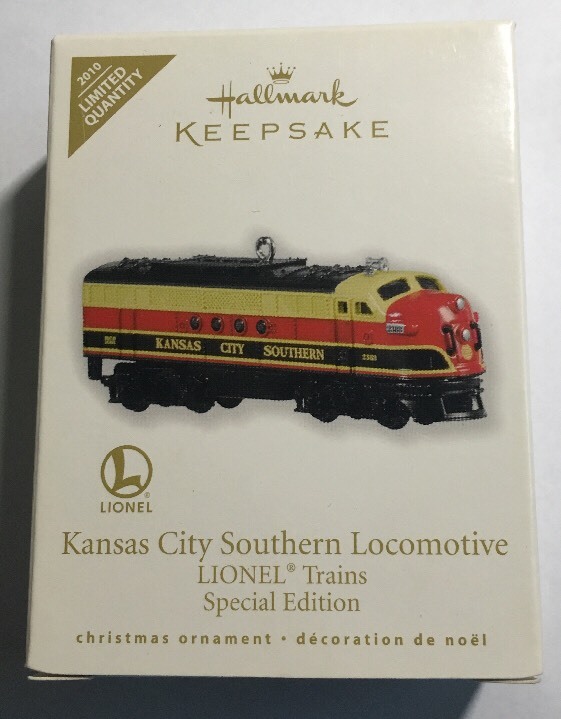 2010
LIMITED
QUANTITY
Hallmark
KEEPSAKE
KANSAS CITY SOUTHERN
LIONEL®
Kansas City Southern Locomotive
LIONEL® Trains
Special Edition
christmas ornament • décoration de noël